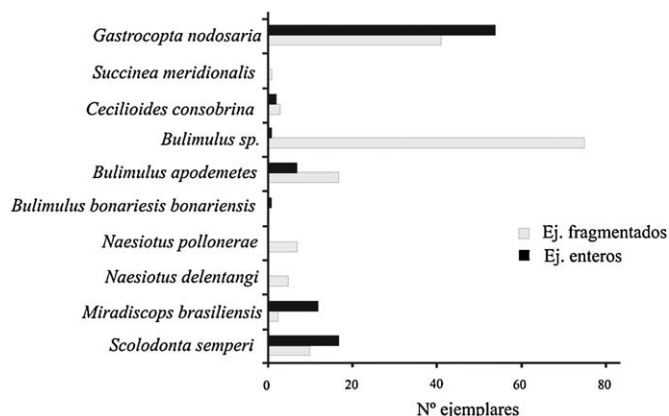 Gastrocopta nodosaria
Succinea meridionalis
Cecilioides consobrina
Bulimulus sp.
Bulimulus apodemetes
Bulimulus bonariesis bonariensis
Naesiotus pollonerae
Naesiotus delentangi
Miradiscops brasiliensis
Scolodonta semperi
Ej. fragmentados
Ej. enteros
0 20 40 60 80
Nº ejemplares